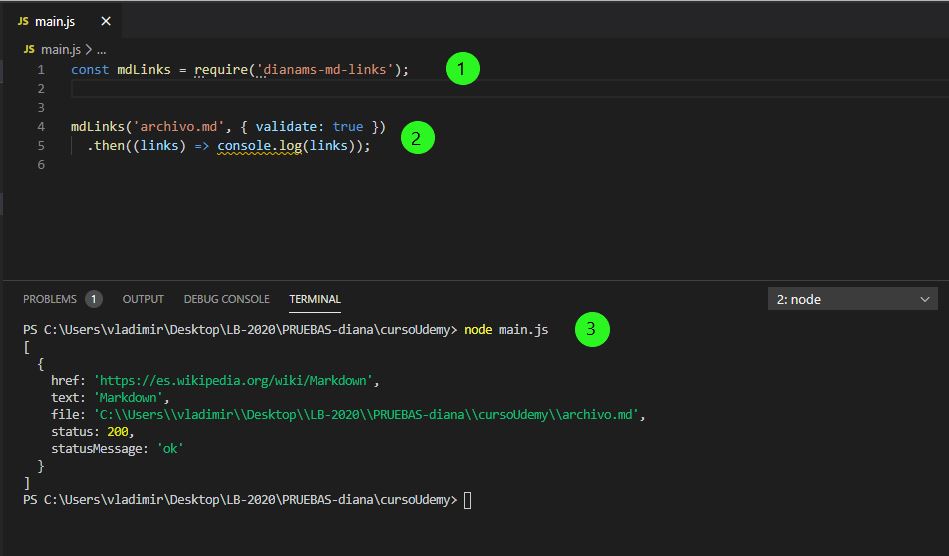 JS main.js ×
JS main.js > ...
1 const mdLinks = require('dianams-md-links'); 1
2
3
4 mdLinks('archivo.md', { validate: true })
5 .then((links) => console.log(links)); 2
6
PROBLEMS 1 OUTPUT DEBUG CONSOLE TERMINAL 2: node
PS C:\Users\vladimir\Desktop\LB-2020\PRUEBAS-diana\cursoUdemy> node main.js 3
[
{
href: 'https://es.wikipedia.org/wiki/Markdown',
text: 'Markdown',
file: 'C:\\Users\\vladimir\\Desktop\\LB-2020\\PRUEBAS-diana\\cursoUdemy\\archivo.md',
status: 200,
statusMessage: 'ok'
}
]
PS C:\Users\vladimir\Desktop\LB-2020\PRUEBAS-diana\cursoUdemy>